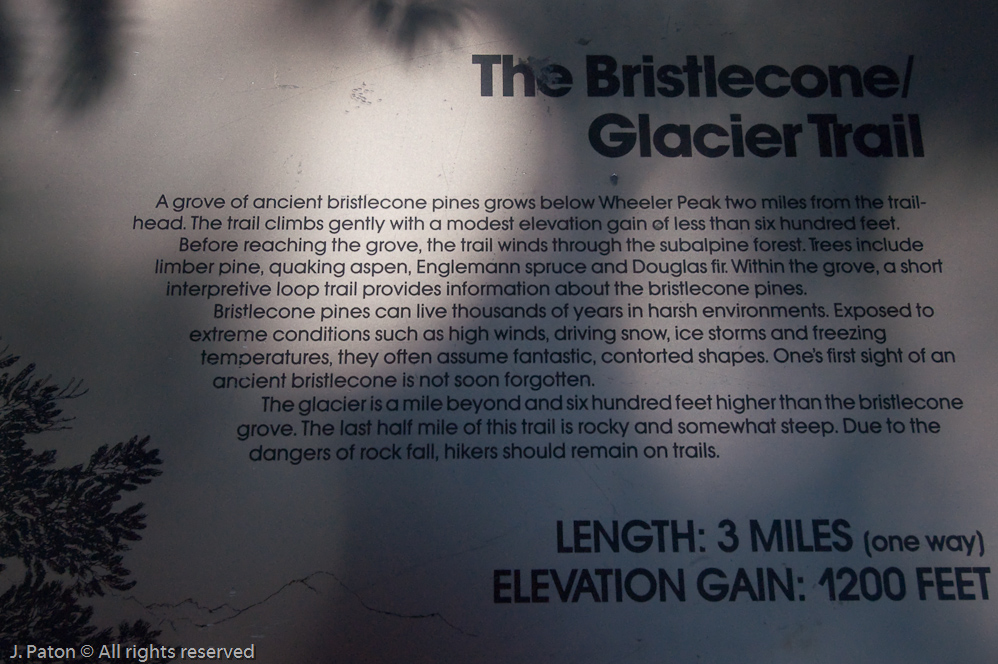 The Bristlecone/
Glacier Trail
A grove of ancient bristlecone pines grows below Wheeler Peak two miles from the trail-
head. The trail climbs gently with a modest elevation gain of less than six hundred feet.
Before reaching the grove, the trail winds through the subalpine forest. Trees include
limber pine, quaking aspen, Englemann spruce and Douglas fir. Within the grove, a short
interpretive loop trail provides information about the bristlecone pines.
Bristlecone pines can live thousands of years in harsh environments. Exposed to
extreme conditions such as high winds, driving snow, ice storms and freezing
temperatures, they often assume fantastic, contorted shapes. One's first sight of an
ancient bristlecone is not soon forgotten.
The glacier is a mile beyond and six hundred feet higher than the bristlecone
grove. The last half mile of this trail is rocky and somewhat steep. Due to the
dangers of rock fall, hikers should remain on trails.
LENGTH: 3 MILES (one way)
ELEVATION GAIN: 1200 FEET
J. Paton © All rights reserved